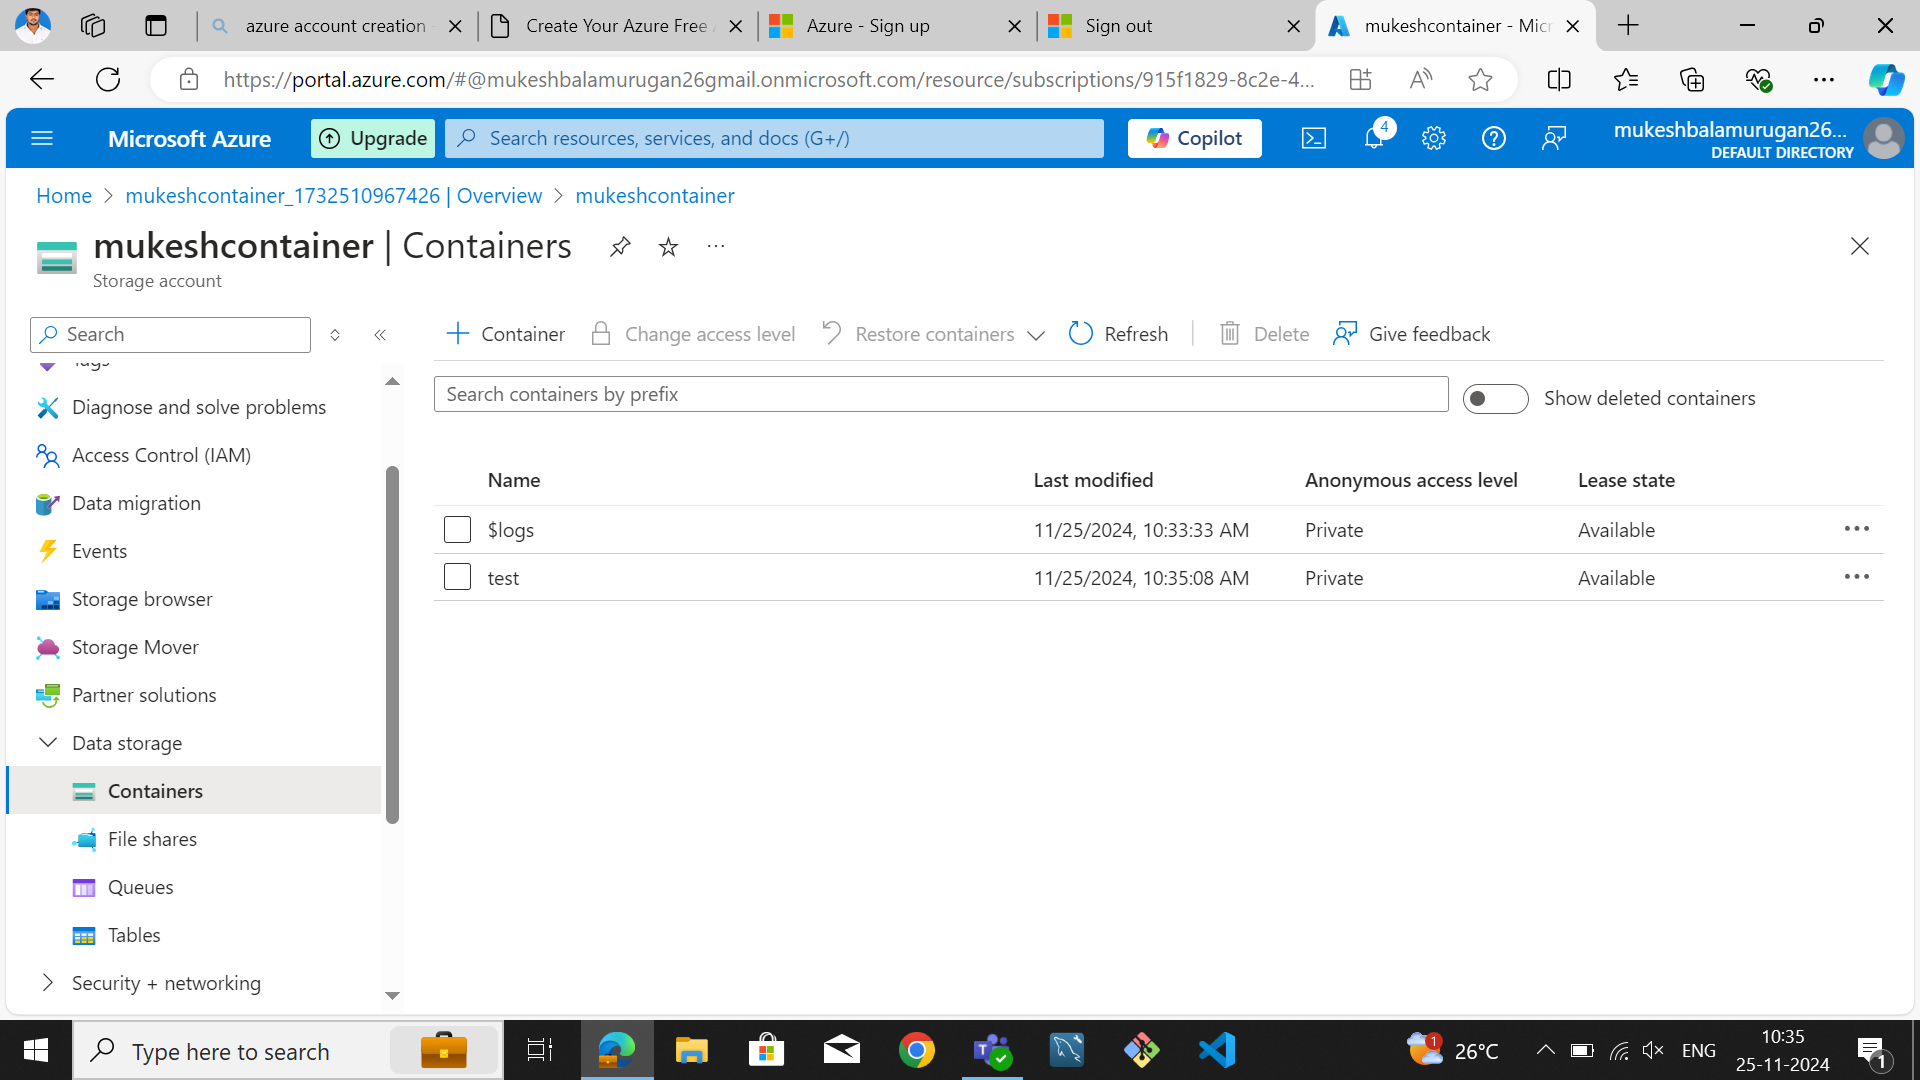 azure account creation -
Create Your Azure Free A
Azure - Sign up
Sign out
mukeshcontainer - Micr
https://portal.azure.com/#@mukeshbalamurugan26gmail.onmicrosoft.com/resource/subscriptions/915f1829-8c2e-4...
Microsoft Azure
Upgrade
Search resources, services, and docs (G+/)
Copilot
4
mukeshbalamurugan26...
DEFAULT DIRECTORY
Home > mukeshcontainer_1732510967426 | Overview > mukeshcontainer
mukeshcontainer | Containers
Storage account
Search
Container
Change access level
Restore containers
Refresh
Delete
Give feedback
Search containers by prefix
Show deleted containers
Tags
Diagnose and solve problems
Access Control (IAM)
Data migration
Events
Storage browser
Storage Mover
Partner solutions
Data storage
Containers
File shares
Queues
Tables
Security + networking
Name Last modified Anonymous access level Lease state
$logs 11/25/2024, 10:33:33 AM Private Available
test 11/25/2024, 10:35:08 AM Private Available
Type here to search
1
26°C
ENG
10:35
25-11-2024
1